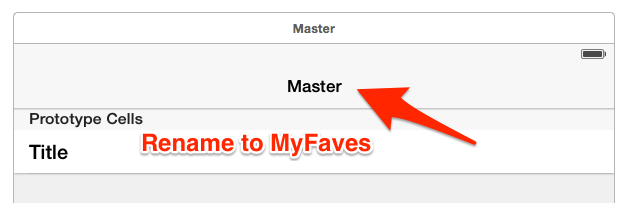 Master
Master
Prototype Cells
Rename to MyFaves
Title